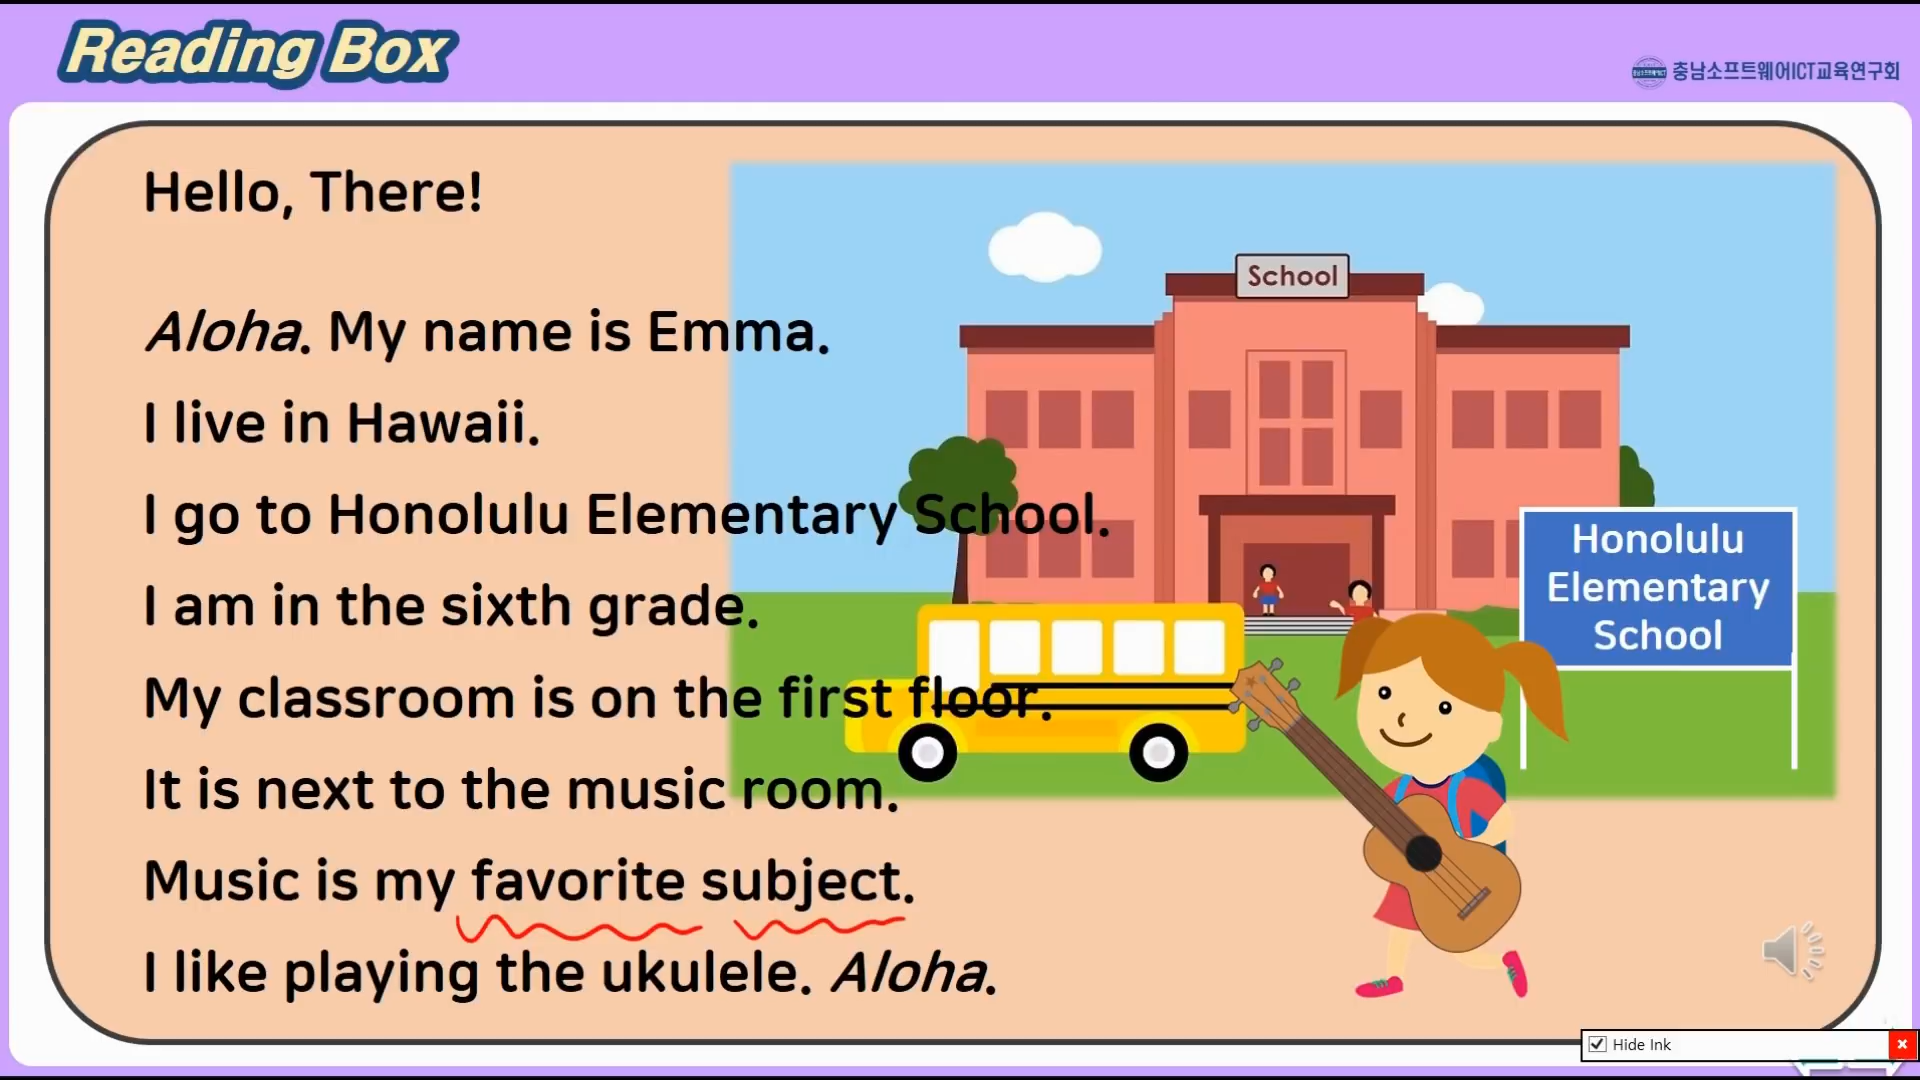 Reading Box
충남소프트웨어ICT교육연구회
Hello, There!
Aloha. My name is Emma.
I live in Hawaii.
I go to Honolulu Elementary School.
I am in the sixth grade.
My classroom is on the first floor.
It is next to the music room.
Music is my favorite subject.
I like playing the ukulele. Aloha.
School
Honolulu
Elementary
School
Hide Ink